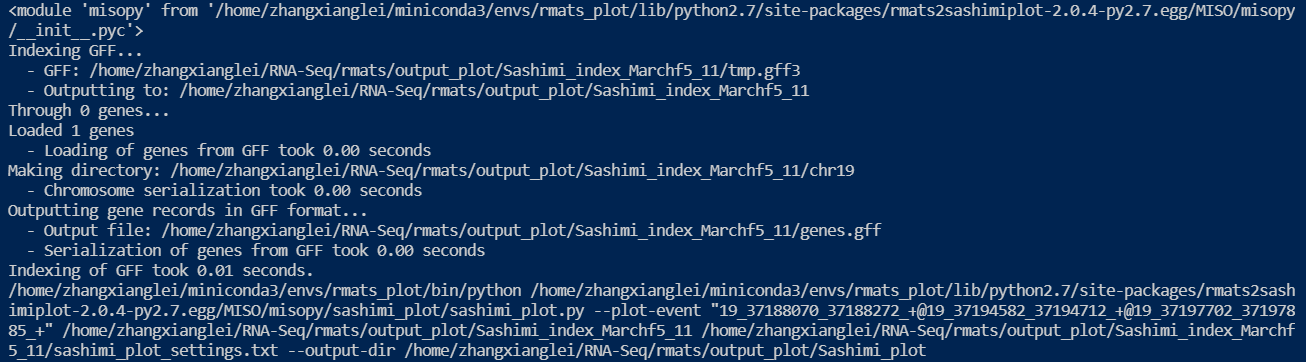 <module 'misopy' from '/home/zhangxianglei/miniconda3/envs/rmats_plot/lib/python2.7/site-packages/rmats2sashimiplot-2.0.4-py2.7.egg/MISO/misopy
/__init__.pyc'>
Indexing GFF...
  - GFF: /home/zhangxianglei/RNA-Seq/rmats/output_plot/Sashimi_index_Marchf5_11/tmp.gff3
  - Outputting to: /home/zhangxianglei/RNA-Seq/rmats/output_plot/Sashimi_index_Marchf5_11
Through 0 genes...
Loaded 1 genes
  - Loading of genes from GFF took 0.00 seconds
Making directory: /home/zhangxianglei/RNA-Seq/rmats/output_plot/Sashimi_index_Marchf5_11/chr19
  - Chromosome serialization took 0.00 seconds
Outputting gene records in GFF format...
  - Output file: /home/zhangxianglei/RNA-Seq/rmats/output_plot/Sashimi_index_Marchf5_11/genes.gff
  - Serialization of genes from GFF took 0.00 seconds
Indexing of GFF took 0.01 seconds.
/home/zhangxianglei/miniconda3/envs/rmats_plot/bin/python /home/zhangxianglei/miniconda3/envs/rmats_plot/lib/python2.7/site-packages/rmats2sash
imiplot-2.0.4-py2.7.egg/MISO/misopy/sashimi_plot/sashimi_plot.py --plot-event "19_37188070_37188272_+@19_37194582_37194712_+@19_37197702_371978
85_+" /home/zhangxianglei/RNA-Seq/rmats/output_plot/Sashimi_index_Marchf5_11 /home/zhangxianglei/RNA-Seq/rmats/output_plot/Sashimi_index_Marchf
5_11/sashimi_plot_settings.txt --output-dir /home/zhangxianglei/RNA-Seq/rmats/output_plot/Sashimi_plot